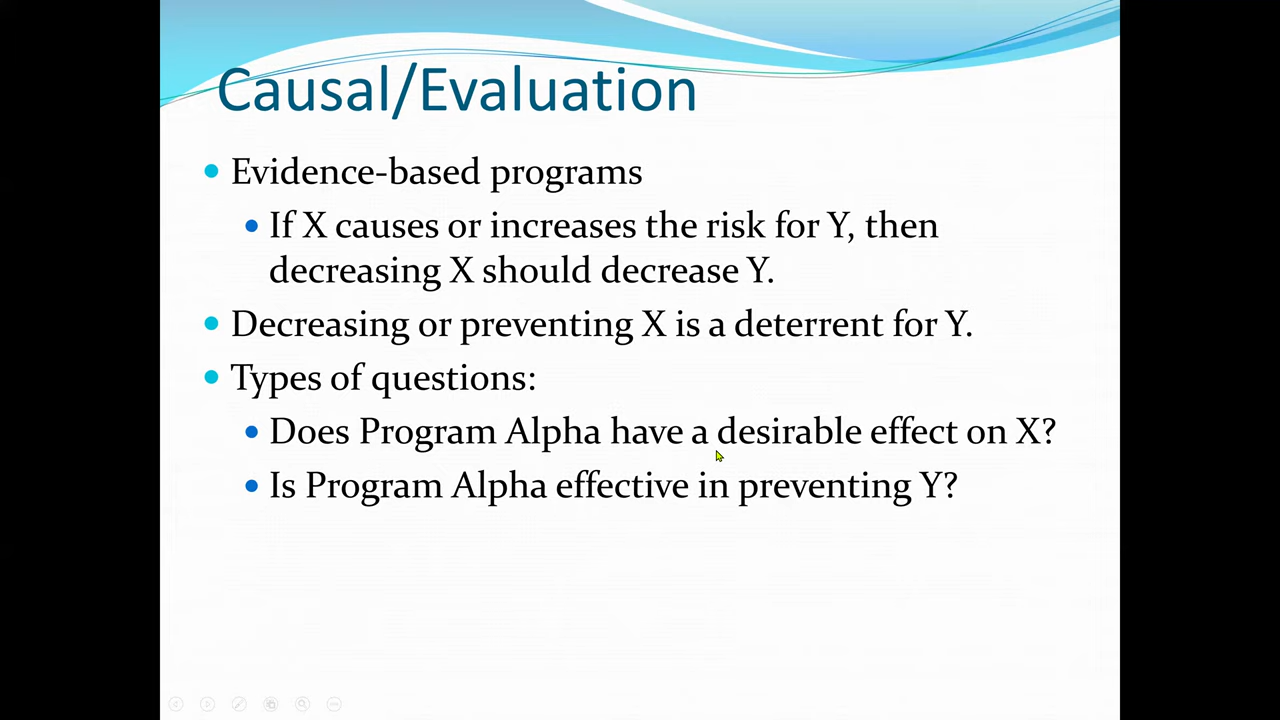 Causal/Evaluation
Evidence-based programs
If X causes or increases the risk for Y, then
decreasing X should decrease Y.
Decreasing or preventing X is a deterrent for Y.
Types of questions:
Does Program Alpha have a desirable effect on X?
Is Program Alpha effective in preventing Y?